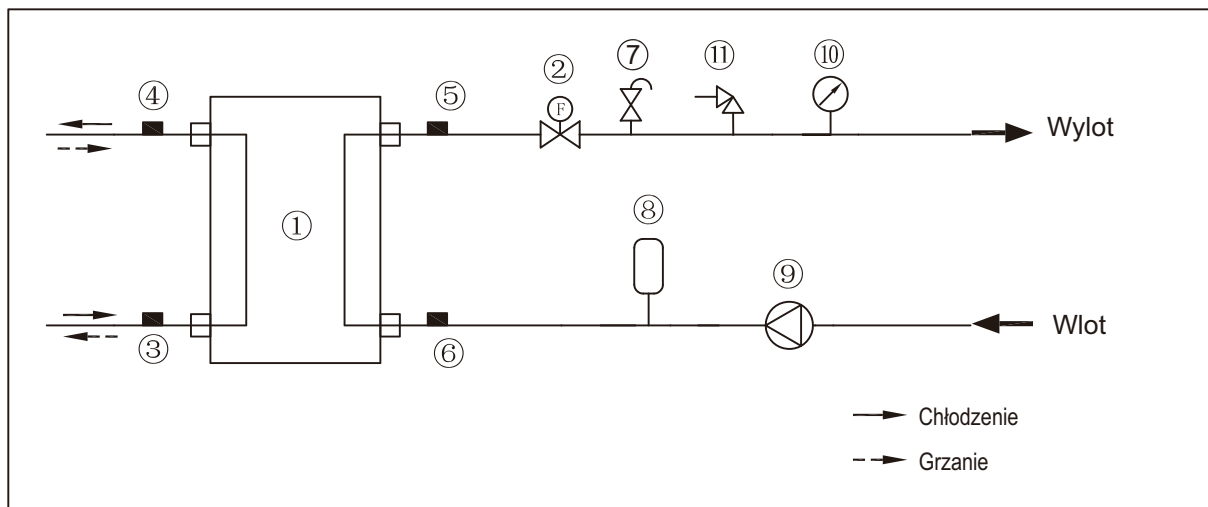 ④ ⑤ ② ⑦ ⑪ ⑩
F
Wylot
① ⑧
⑨
Wlot
③ ⑥
Chłodzenie
Grzanie